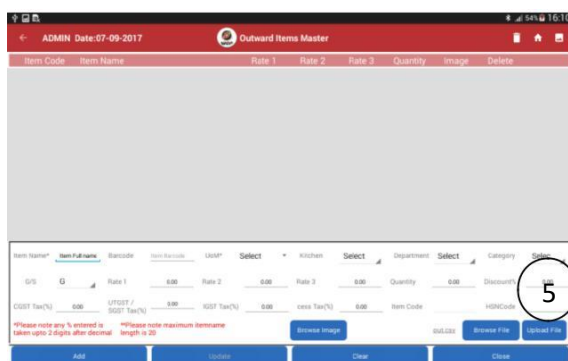 54% 16:10
ADMIN Date:07-09-2017 Outward Items Master
Item Code Item Name Rate 1 Rate 2 Rate 3 Quantity Image Delete
Item Name* Item Full name Barcode Item Barcode UoM* Select Kitchen Select Department Select Category Selec
G/S G Rate 1 0.00 Rate 2 0.00 Rate 3 0.00 Quantity 0.00 Discount% 0.00
5
CGST Tax(%) 0.00 UTGST / SGST Tax(%) 0.00 IGST Tax(%) 0.00 cess Tax(%) 0.00 Item Code HSNCode
*Please note any % entered is taken upto 2 digits after decimal
**Please note maximum itemname length is 20
Browse Image Browse File Upload File
Add Update Clear Close